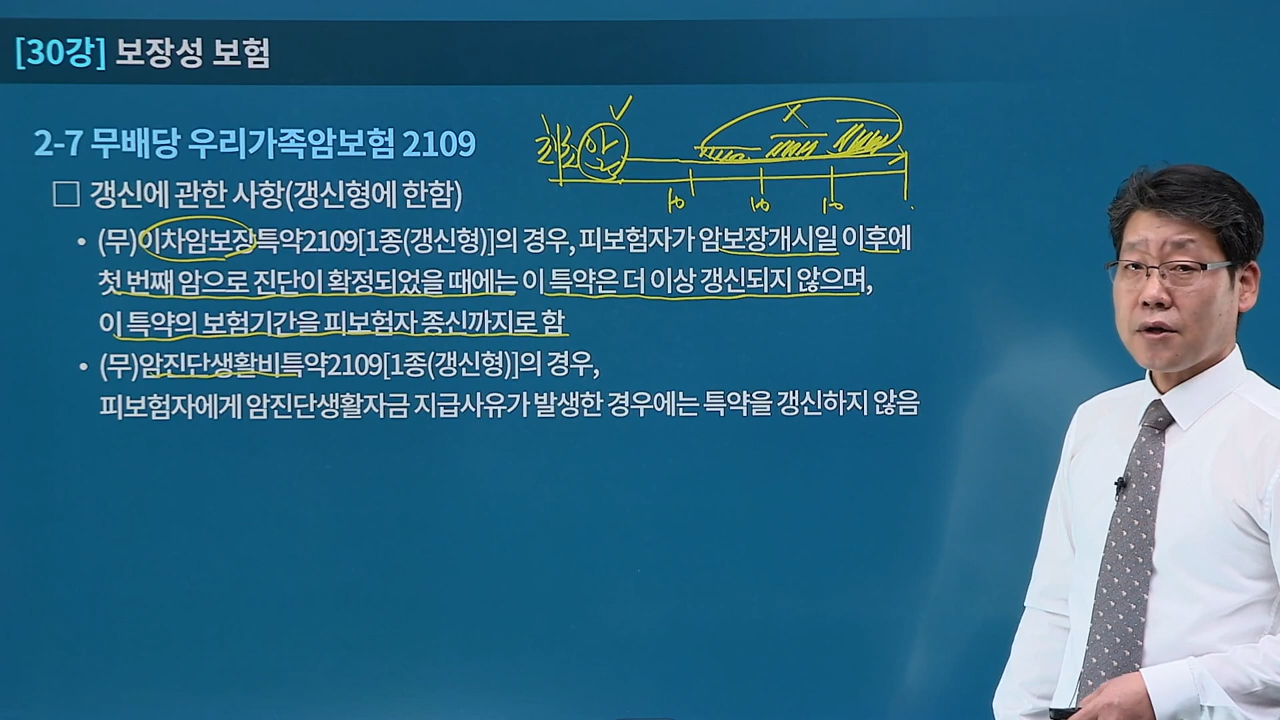 [30강] 보장성 보험
2-7 무배당 우리가족암보험 2109
최초 암
10 10 10
□ 갱신에 관한 사항(갱신형에 한함)
• (무)이차암보장특약2109[1종(갱신형)]의 경우, 피보험자가 암보장개시일 이후에
첫 번째 암으로 진단이 확정되었을 때에는 이 특약은 더 이상 갱신되지 않으며,
이 특약의 보험기간을 피보험자 종신까지로 함
• (무)암진단생활비특약2109[1종(갱신형)]의 경우,
피보험자에게 암진단생활자금 지급사유가 발생한 경우에는 특약을 갱신하지 않음